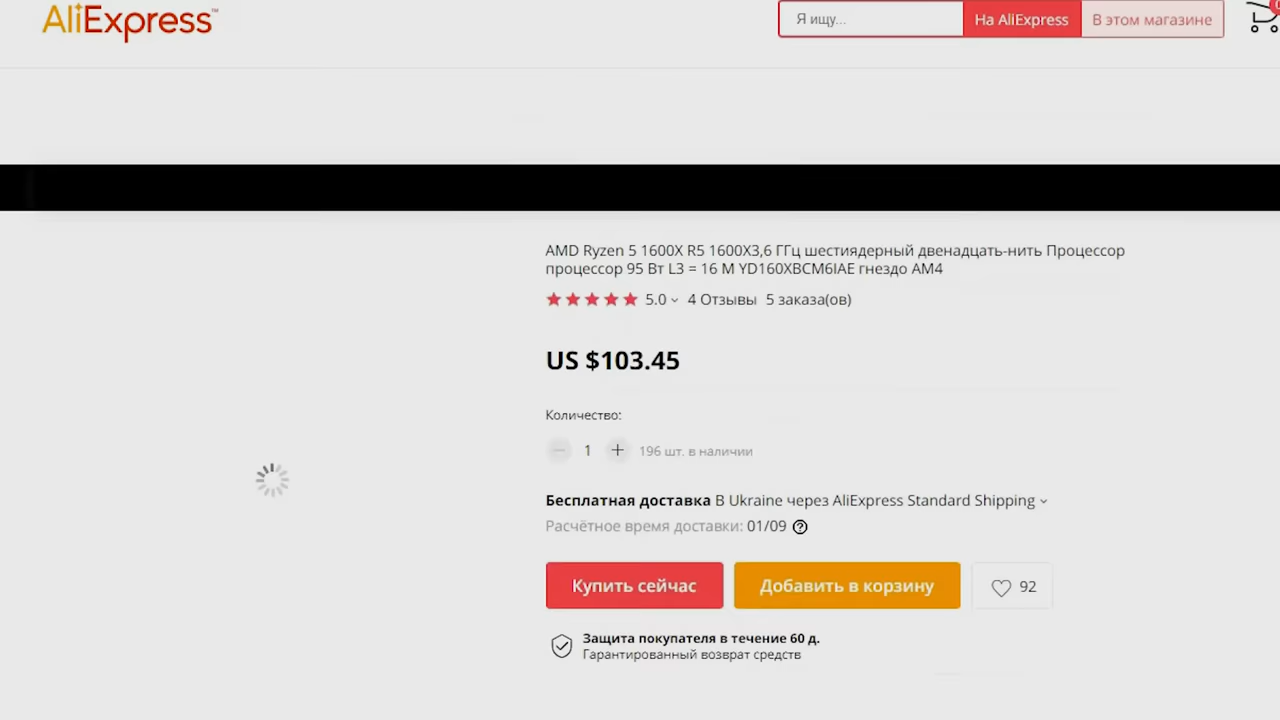 AliExpress™
Я ищу...
На AliExpress
В этом магазине
AMD Ryzen 5 1600X R5 1600X3,6 ГГц шестиядерный двенадцать-нить Процессор
процессор 95 Вт L3 = 16 M YD160XBCM6IAE гнездо AM4
5.0 4 Отзывы 5 заказа(ов)
US $103.45
Количество:
1 196 шт. в наличии
Бесплатная доставка В Ukraine через AliExpress Standard Shipping
Расчётное время доставки: 01/09
Купить сейчас
Добавить в корзину
92
Защита покупателя в течение 60 д.
Гарантированный возврат средств